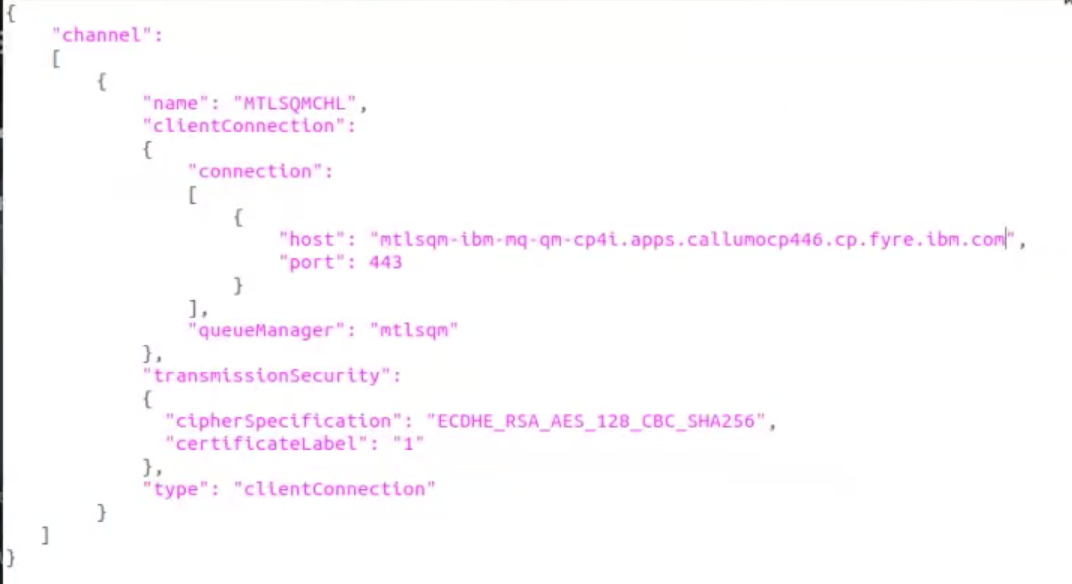 {
    "channel":
    [
        {
            "name": "MTLSQMCHL",
            "clientConnection":
            {
                "connection":
                [
                    {
                        "host": "mtlsqm-ibm-mq-qm-cp4i.apps.callumocp446.cp.fyre.ibm.com",
                        "port": 443
                    }
                ],
                "queueManager": "mtlsqm"
            },
            "transmissionSecurity":
            {
              "cipherSpecification": "ECDHE_RSA_AES_128_CBC_SHA256",
              "certificateLabel": "1"
            },
            "type": "clientConnection"
        }
    ]
}